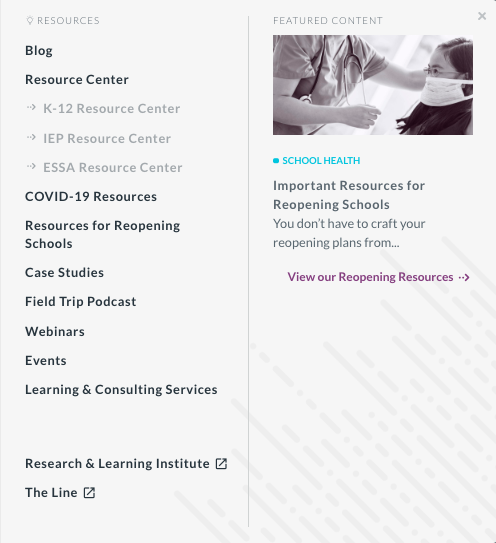 RESOURCES
Blog
Resource Center
K-12 Resource Center
IEP Resource Center
ESSA Resource Center
COVID-19 Resources
Resources for Reopening
Schools
Case Studies
Field Trip Podcast
Webinars
Events
Learning & Consulting Services
Research & Learning Institute
The Line
FEATURED CONTENT
SCHOOL HEALTH
Important Resources for
Reopening Schools
You don’t have to craft your
reopening plans from...
View our Reopening Resources